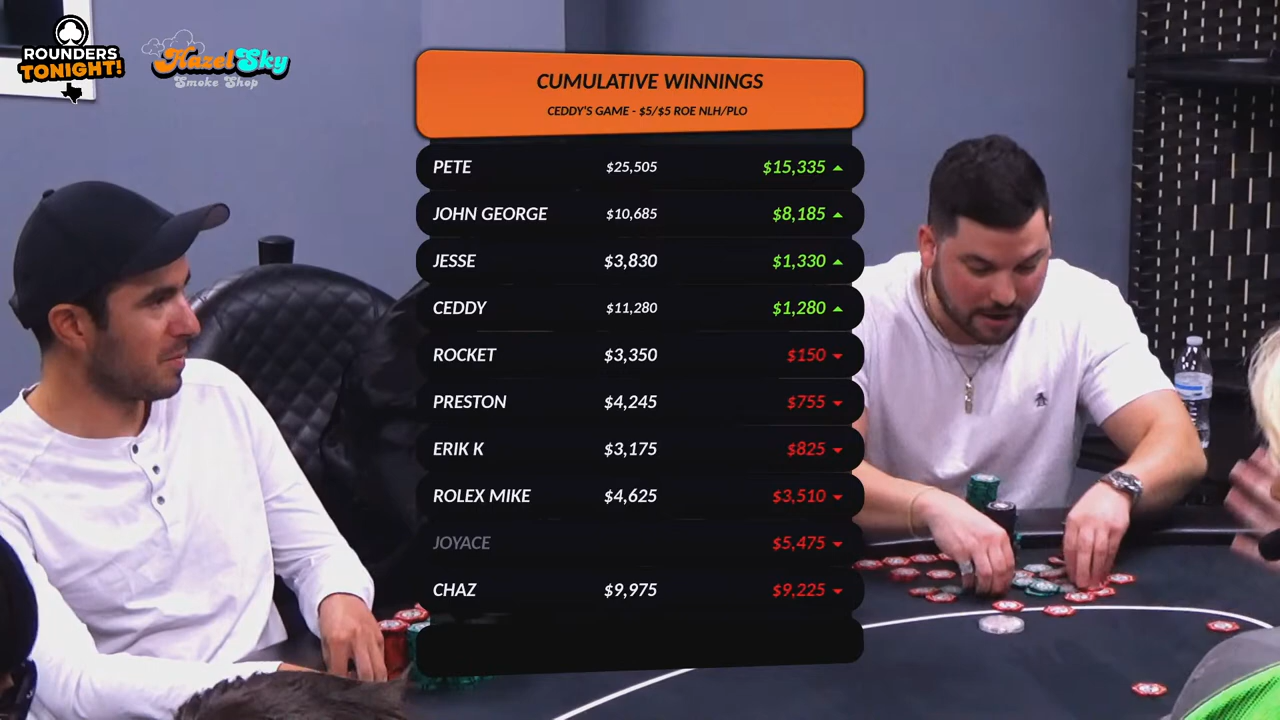 ROUNDERS
TONIGHT!
Hazel Sky
Smoke Shop
CUMULATIVE WINNINGS
CEDDY'S GAME - $5/$5 ROE NLH/PLO
PETE $25,505 $15,335
JOHN GEORGE $10,685 $8,185
JESSE $3,830 $1,330
CEDDY $11,280 $1,280
ROCKET $3,350 $150
PRESTON $4,245 $755
ERIK K $3,175 $825
ROLEX MIKE $4,625 $3,510
JOYACE $5,475
CHAZ $9,975 $9,225